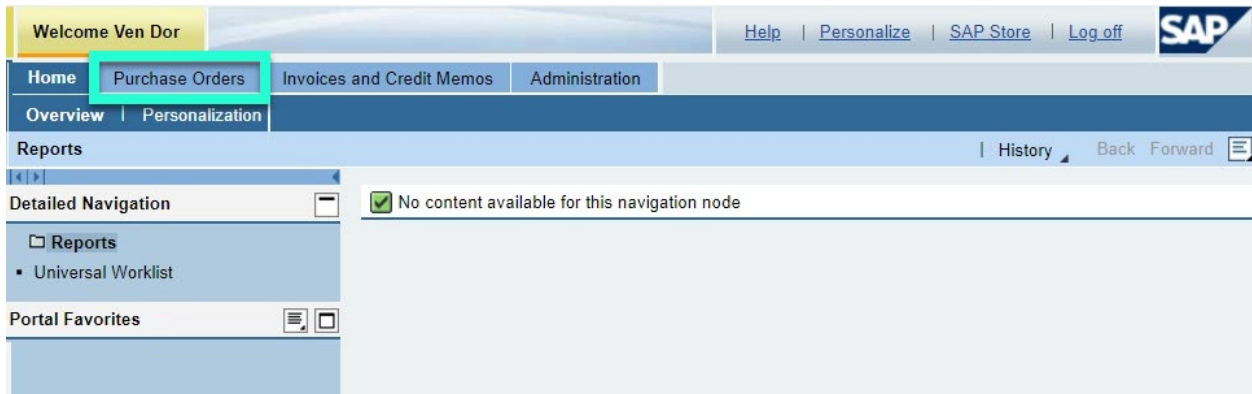 Welcome Ven Dor
Help | Personalize | SAP Store | Log off
SAP
Home Purchase Orders Invoices and Credit Memos Administration
Overview | Personalization
Reports
| History Back Forward
Detailed Navigation
No content available for this navigation node
Reports
Universal Worklist
Portal Favorites